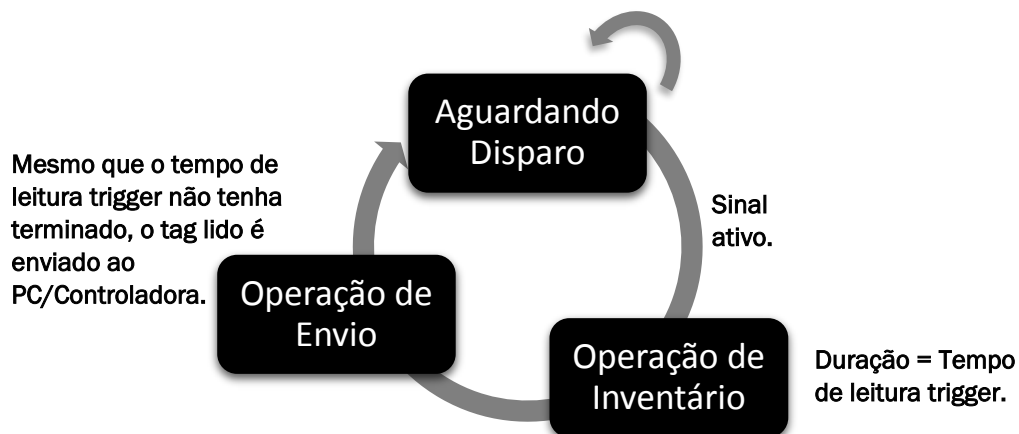 Aguardando
Disparo
Mesmo que o tempo de
leitura trigger não tenha
terminado, o tag lido é
enviado ao
PC/Controladora.
Sinal
ativo.
Operação de
Envio
Operação de
Inventário
Duração = Tempo
de leitura trigger.